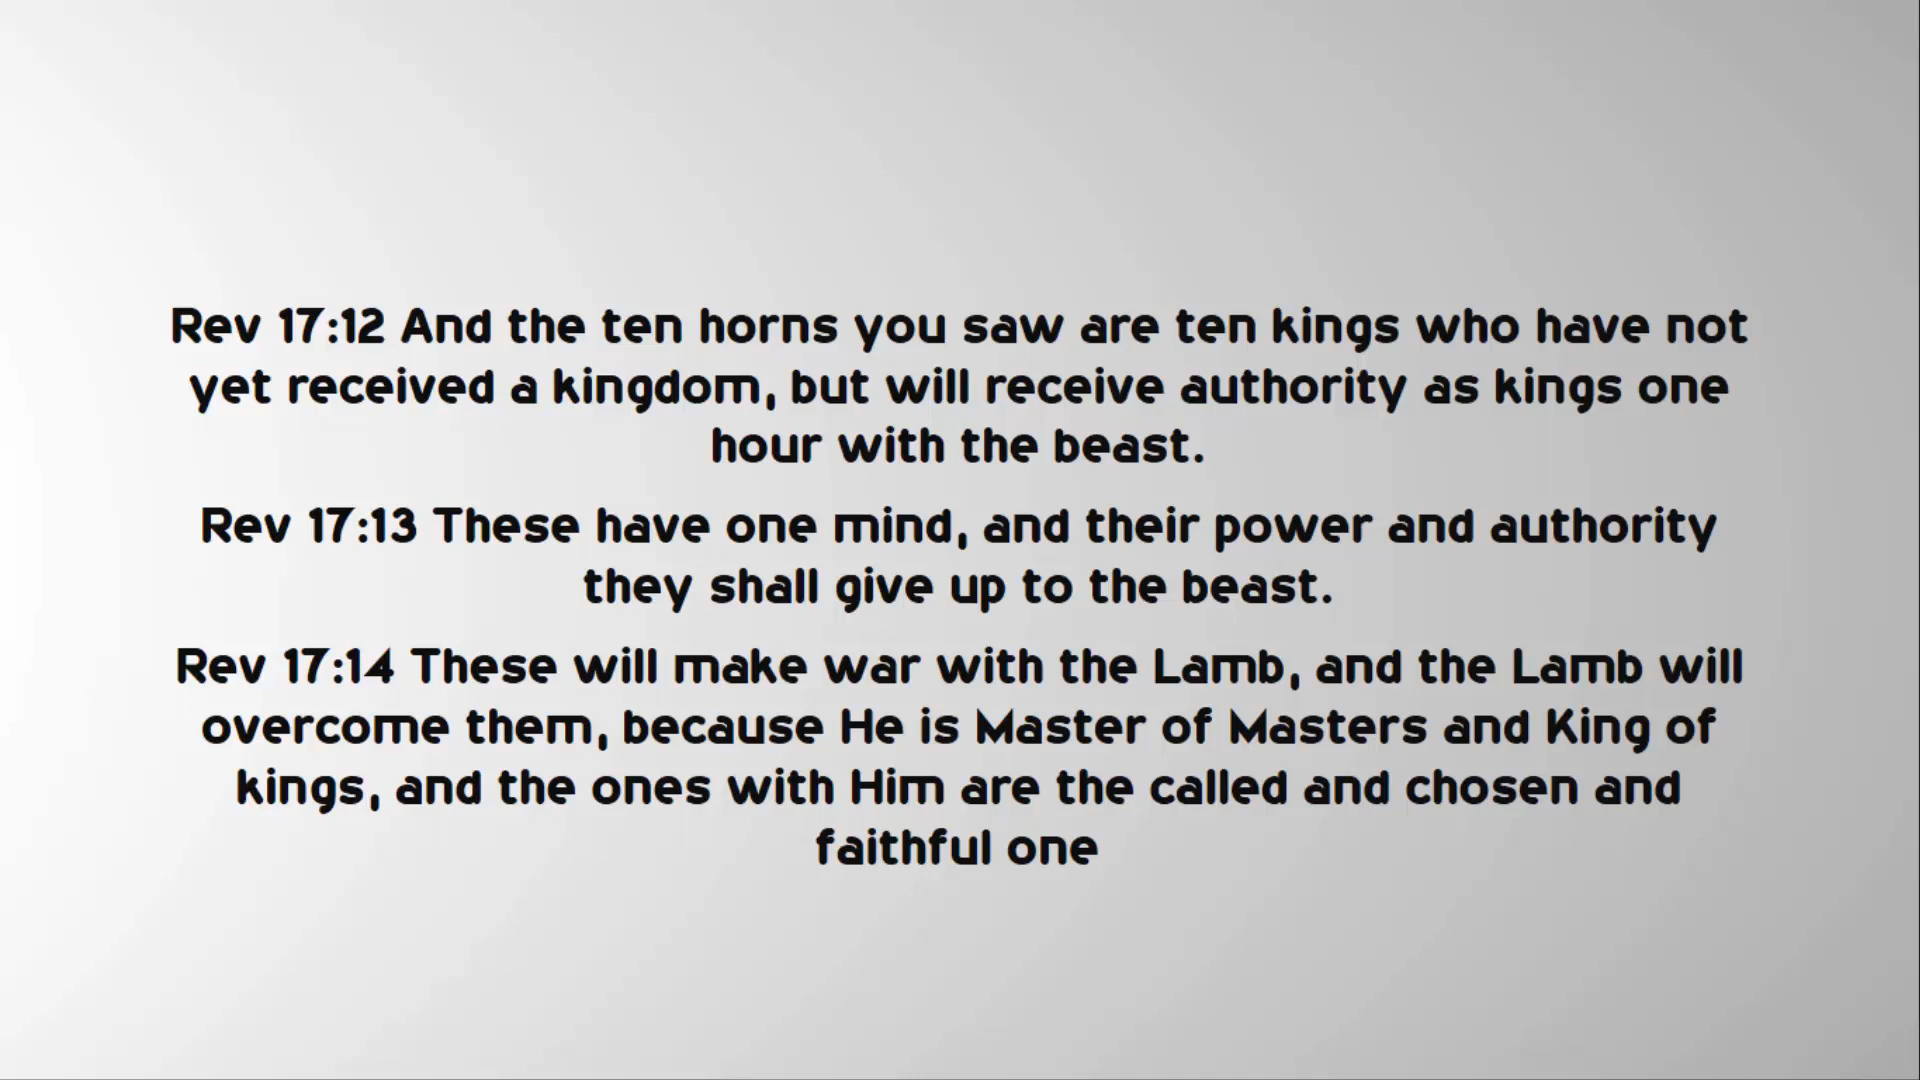 Rev 17:12 And the ten horns you saw are ten kings who have not
yet received a kingdom, but will receive authority as kings one
hour with the beast.
Rev 17:13 These have one mind, and their power and authority
they shall give up to the beast.
Rev 17:14 These will make war with the Lamb, and the Lamb will
overcome them, because He is Master of Masters and King of
kings, and the ones with Him are the called and chosen and
faithful one